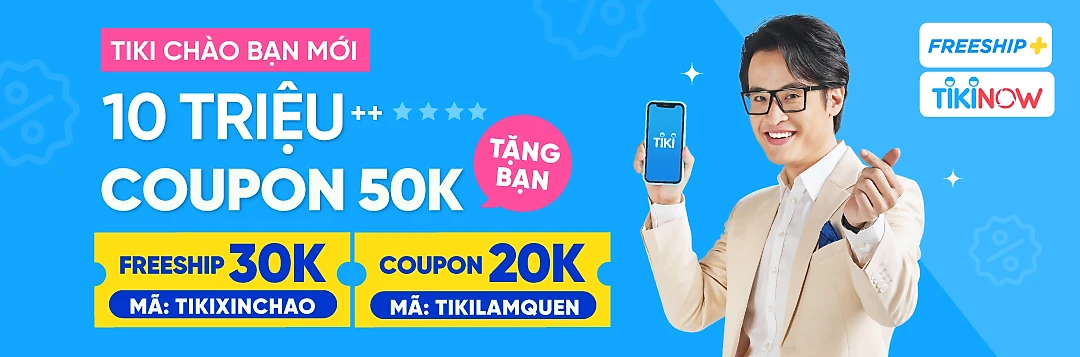 TIKI CHÀO BẠN MỚI
10 TRIỆU++
COUPON 50K
TẶNG
BẠN
FREESHIP 30K
MÃ: TIKIXINCHAO
COUPON 20K
MÃ: TIKILAMQUEN
TIKI
FREESHIP+
TIKINOW